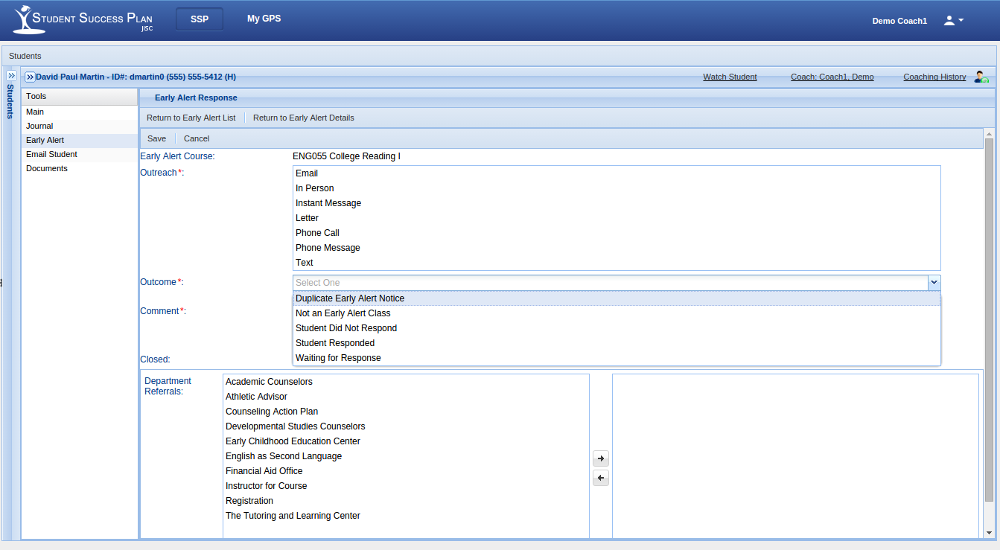 STUDENT SUCCESS PLAN
JISC
SSP
My GPS
Demo Coach1
Students
Students
David Paul Martin - ID#: dmartin0 (555) 555-5412 (H)
Watch Student
Coach: Coach1, Demo
Coaching History
Tools
Main
Journal
Early Alert
Email Student
Documents
Early Alert Response
Return to Early Alert List
Return to Early Alert Details
Save
Cancel
Early Alert Course: ENG055 College Reading I
Outreach*:
Email
In Person
Instant Message
Letter
Phone Call
Phone Message
Text
Outcome*: Select One
Duplicate Early Alert Notice
Not an Early Alert Class
Student Did Not Respond
Student Responded
Waiting for Response
Comment*:
Closed:
Department
Referrals:
Academic Counselors
Athletic Advisor
Counseling Action Plan
Developmental Studies Counselors
Early Childhood Education Center
English as Second Language
Financial Aid Office
Instructor for Course
Registration
The Tutoring and Learning Center